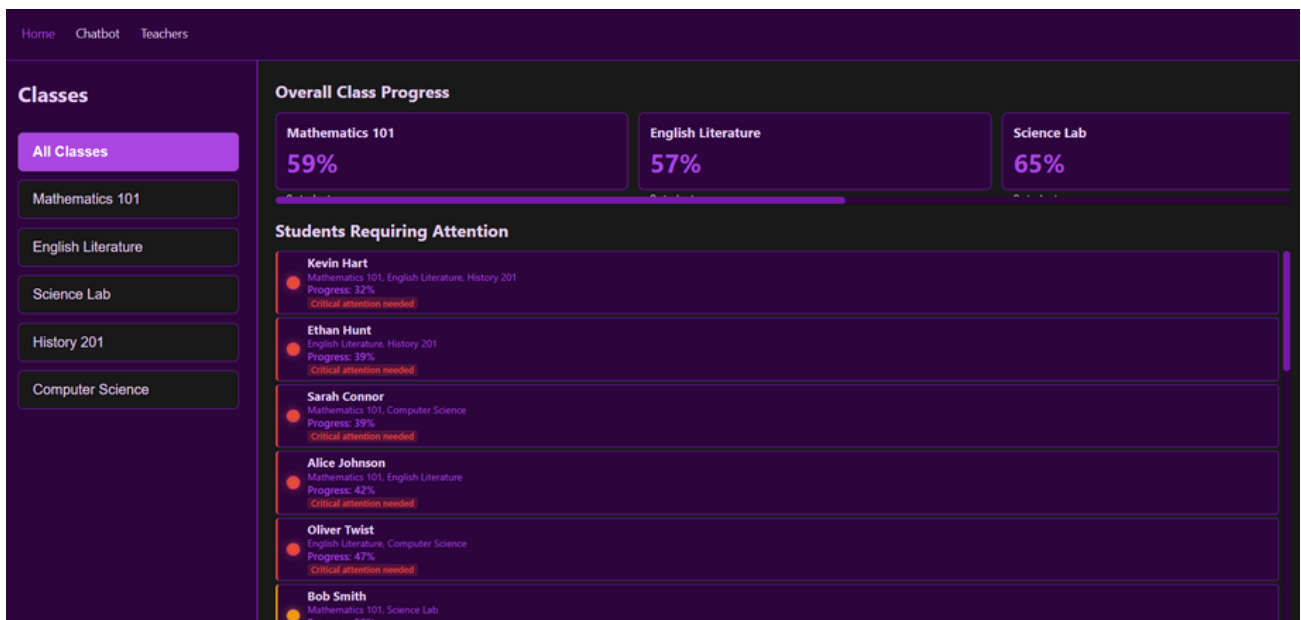 Home Chatbot Teachers
Classes
All Classes
Mathematics 101
English Literature
Science Lab
History 201
Computer Science
Overall Class Progress
Mathematics 101
59%
English Literature
57%
Science Lab
65%
Students Requiring Attention
Kevin Hart
Mathematics 101, English Literature, History 201
Progress: 32%
Critical attention needed
Ethan Hunt
English Literature, History 201
Progress: 39%
Critical attention needed
Sarah Connor
Mathematics 101, Computer Science
Progress: 39%
Critical attention needed
Alice Johnson
Mathematics 101, English Literature
Progress: 42%
Critical attention needed
Oliver Twist
English Literature, Computer Science
Progress: 47%
Critical attention needed
Bob Smith
Mathematics 101, Science Lab